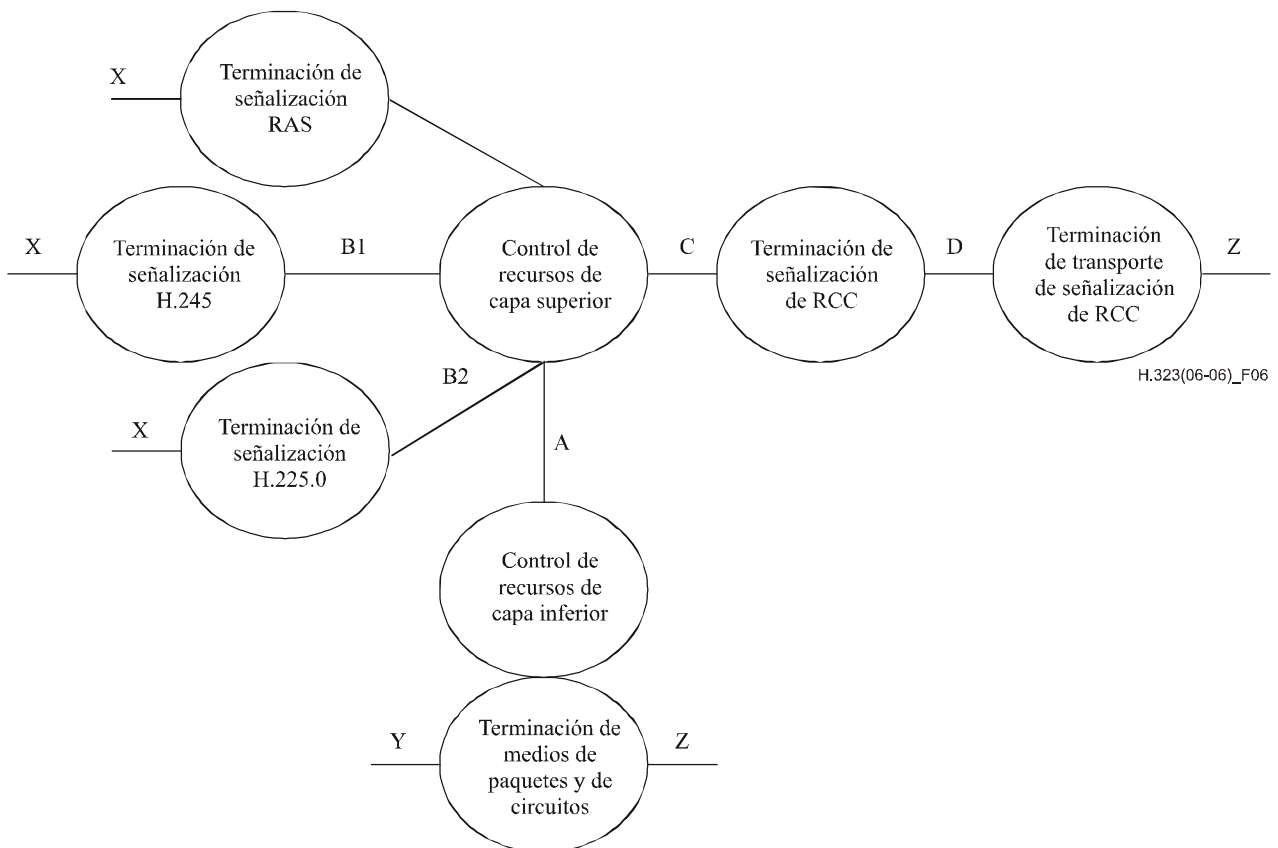 X
Terminación de
señalización
RAS
X
Terminación de
señalización
H.245
B1
Control de
recursos de
capa superior
C
Terminación de
señalización
de RCC
D
Terminación
de transporte
de señalización
de RCC
Z
H.323(06-06)_F06
B2
X
Terminación de
señalización
H.225.0
A
Control de
recursos de
capa inferior
Y
Terminación de
medios de
paquetes y de
circuitos
Z